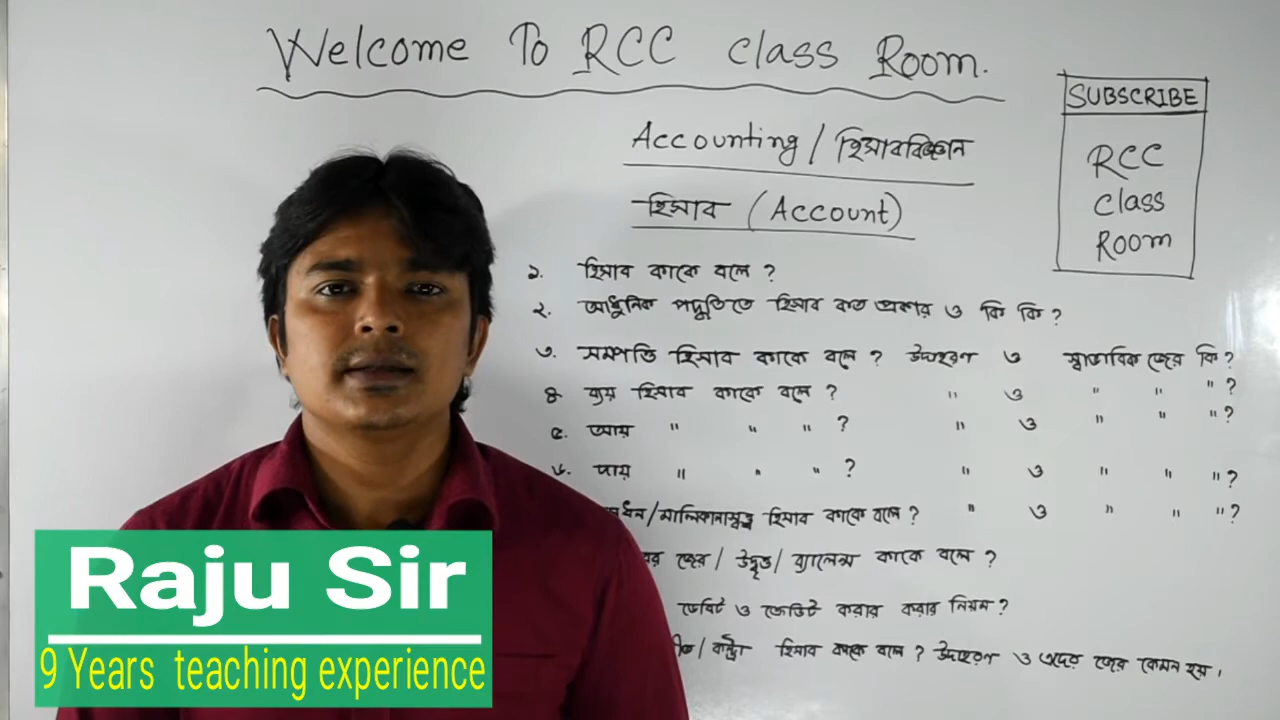 Welcome To RCC class Room.
SUBSCRIBE
RCC
class
Room
Accounting / হিসাববিজ্ঞান
হিসাব (Account)
১. হিসাব কাকে বলে ?
২. আধুনিক পদ্ধতিতে হিসাব কত প্রকার ও কি কি ?
৩. সম্পত্তি হিসাব কাকে বলে ? উদাহরণ ও স্বাভাবিক জের কি ?
৪ ব্যয় হিসাব কাকে বলে ? " ও " " " ?
৫. আয় " " " ? " ও " " " ?
৬. দায় " " " ? " ও " " " ?
ধন / মালিকানাস্বত্ব হিসাব কাকে বলে ? " ও " " " ?
জের / উদ্বৃত্ত / ব্যালেন্স কাকে বলে ?
ডেবিট ও ক্রেডিট করার করার নিয়ম ?
/ কন্ট্রা হিসাব কাকে বলে ? উদাহরণ ও এদের জের কেমন হয় ।
Raju Sir
9 Years teaching experience